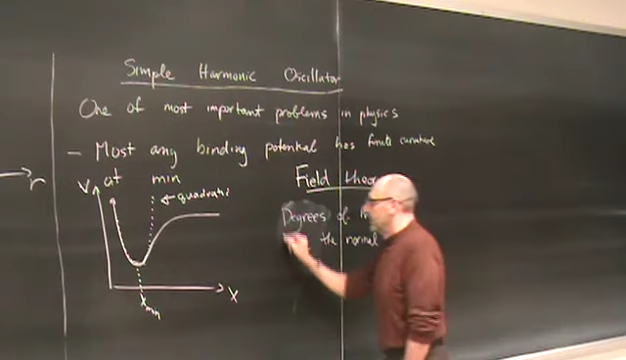 Simple Harmonic Oscillator
One of most important problems in physics
- Most any binding potential has finite curvature
at min
r
V
quadratic
x
x min
Field
Degrees of
the normal